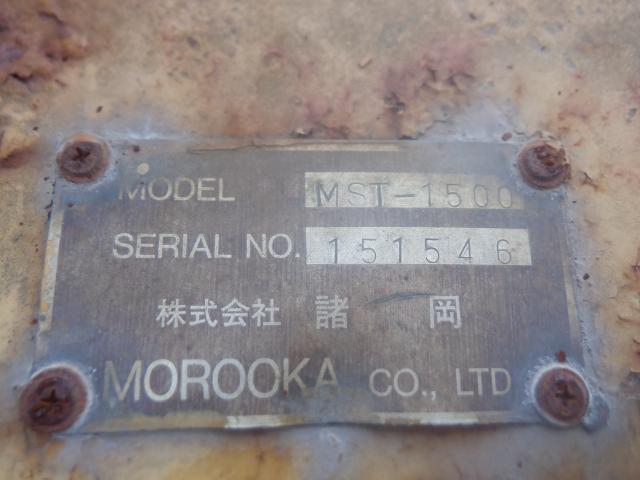 MODEL MST-1500
SERIAL NO. 151546
株式会社 諸 岡
MOROOKA CO., LTD